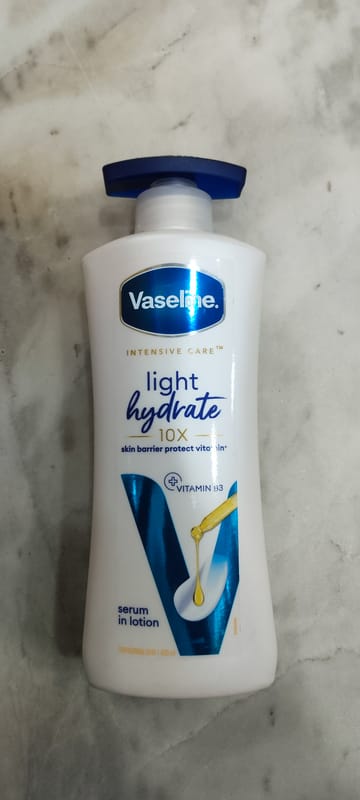 Vaseline.
INTENSIVE CARE™
light
hydrate
10X
skin barrier protect vitamin*
VITAMIN B3
serum
in lotion